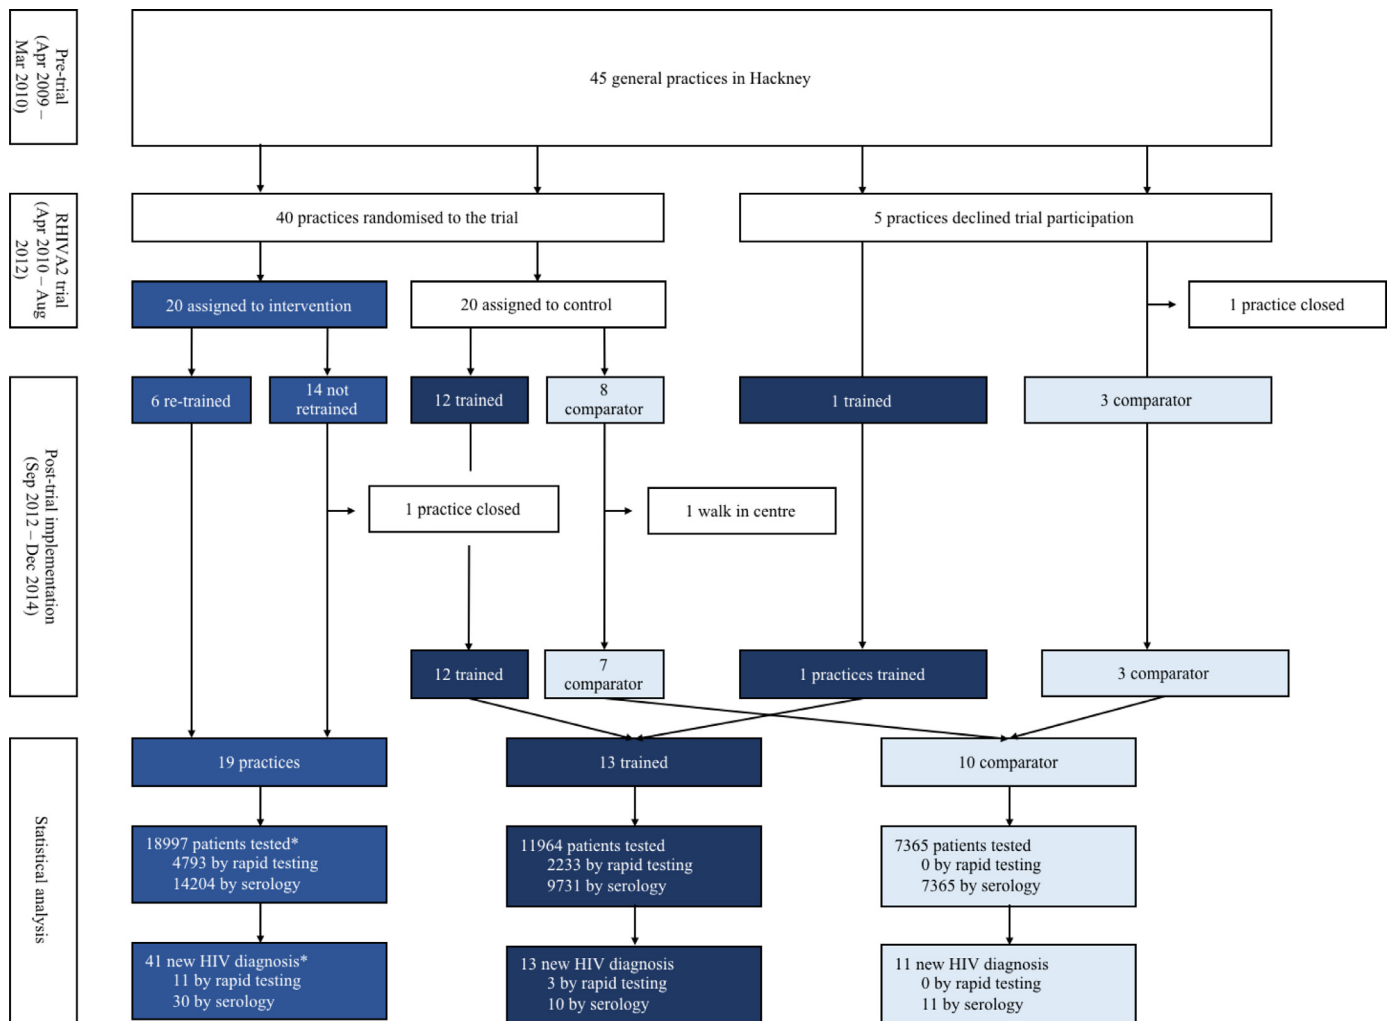 Pre-trial
(Apr 2009 –
Mar 2010)
45 general practices in Hackney
RHIVA2 trial
(Apr 2010 – Aug
2012)
40 practices randomised to the trial
5 practices declined trial participation
20 assigned to intervention
20 assigned to control
1 practice closed
Post-trial implementation
(Sep 2012 – Dec 2014)
6 re-trained
14 not
retrained
12 trained
8
comparator
1 trained
3 comparator
1 practice closed
1 walk in centre
12 trained
7
comparator
1 practices trained
3 comparator
Statistical analysis
19 practices
13 trained
10 comparator
18997 patients tested*
4793 by rapid testing
14204 by serology
11964 patients tested
2233 by rapid testing
9731 by serology
7365 patients tested
0 by rapid testing
7365 by serology
41 new HIV diagnosis*
11 by rapid testing
30 by serology
13 new HIV diagnosis
3 by rapid testing
10 by serology
11 new HIV diagnosis
0 by rapid testing
11 by serology